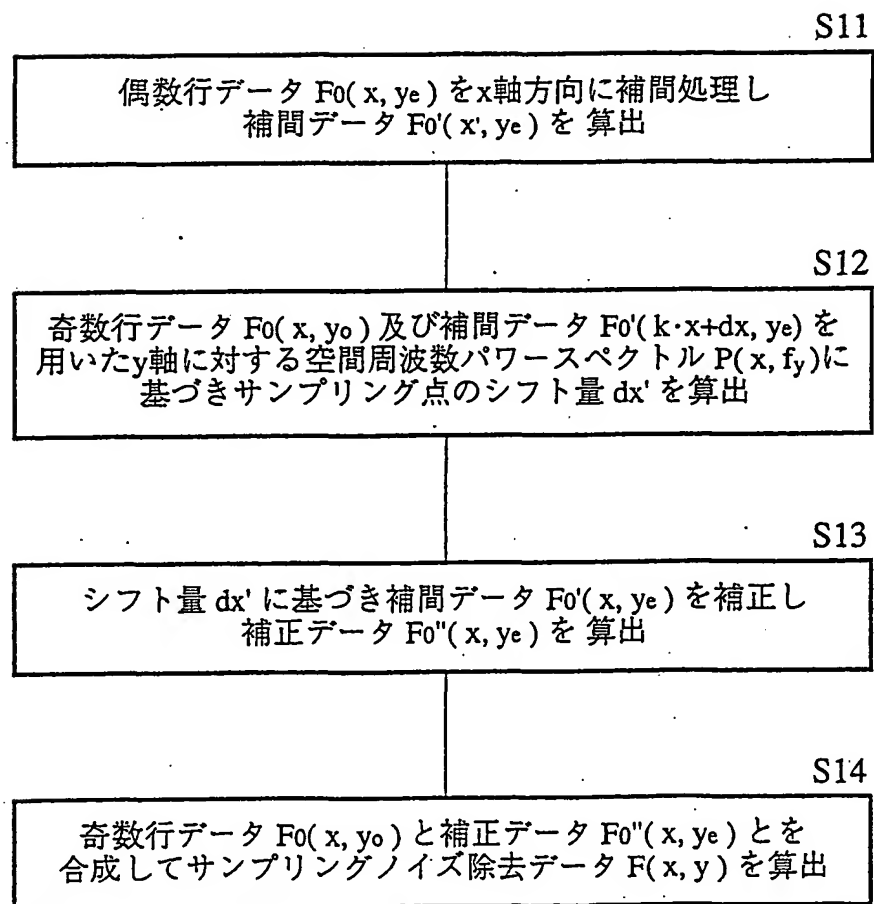 S11
偶数行データ F0( x, ye ) をx軸方向に補間処理し
補間データ F0'( x', ye ) を 算出
S12
奇数行データ F0( x, yo ) 及び補間データ F0'( k·x+dx, ye) を
用いたy軸に対する空間周波数パワースペクトル P( x, fy )に
基づきサンプリング点のシフト量 dx' を算出
S13
シフト量 dx' に基づき補間データ F0'( x, ye ) を補正し
補正データ F0''( x, ye ) を 算出
S14
奇数行データ F0( x, yo ) と補正データ F0''( x, ye ) とを
合成してサンプリングノイズ除去データ F( x, y ) を算出